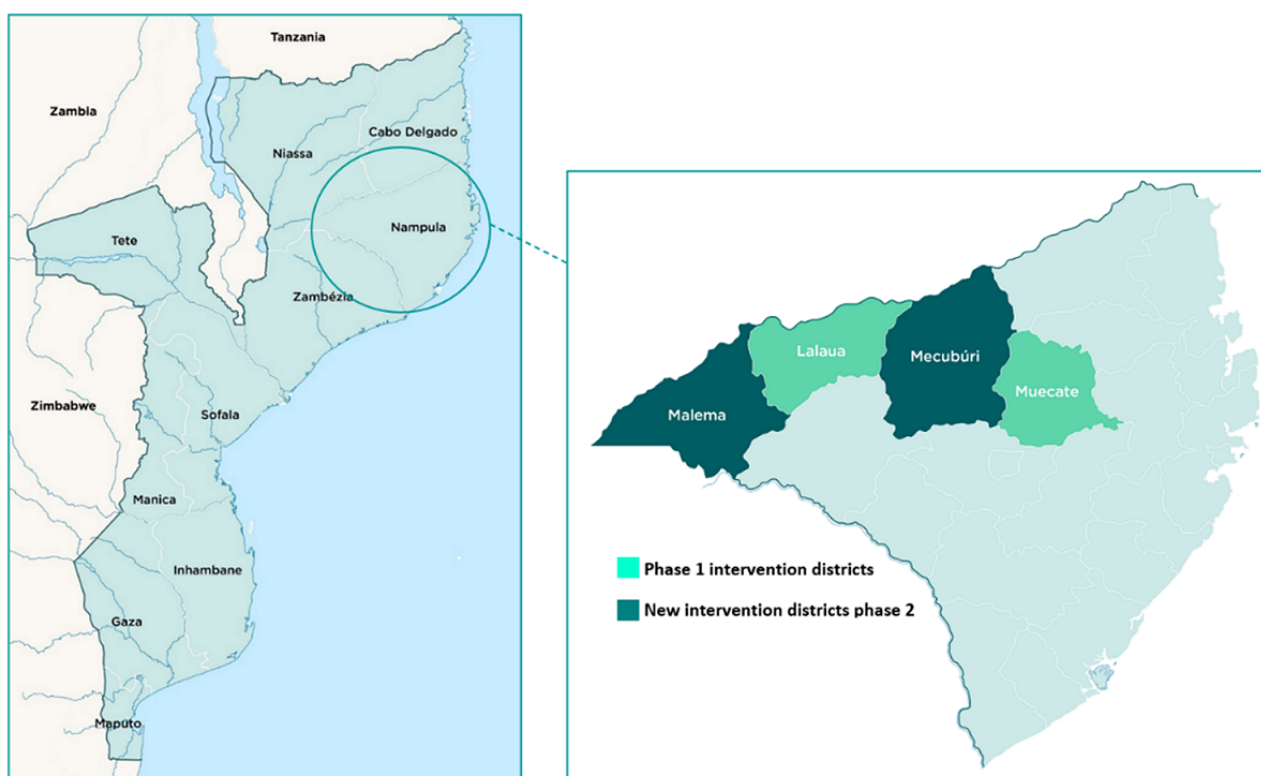 Tanzania
Zambia
Cabo Delgado
Niassa
Nampula
Tete
Zambézia
Zimbabwe
Sofala
Manica
Inhambane
Gaza
Maputo
Lalaua
Mecubúri
Muecate
Malema
Phase 1 intervention districts
New intervention districts phase 2